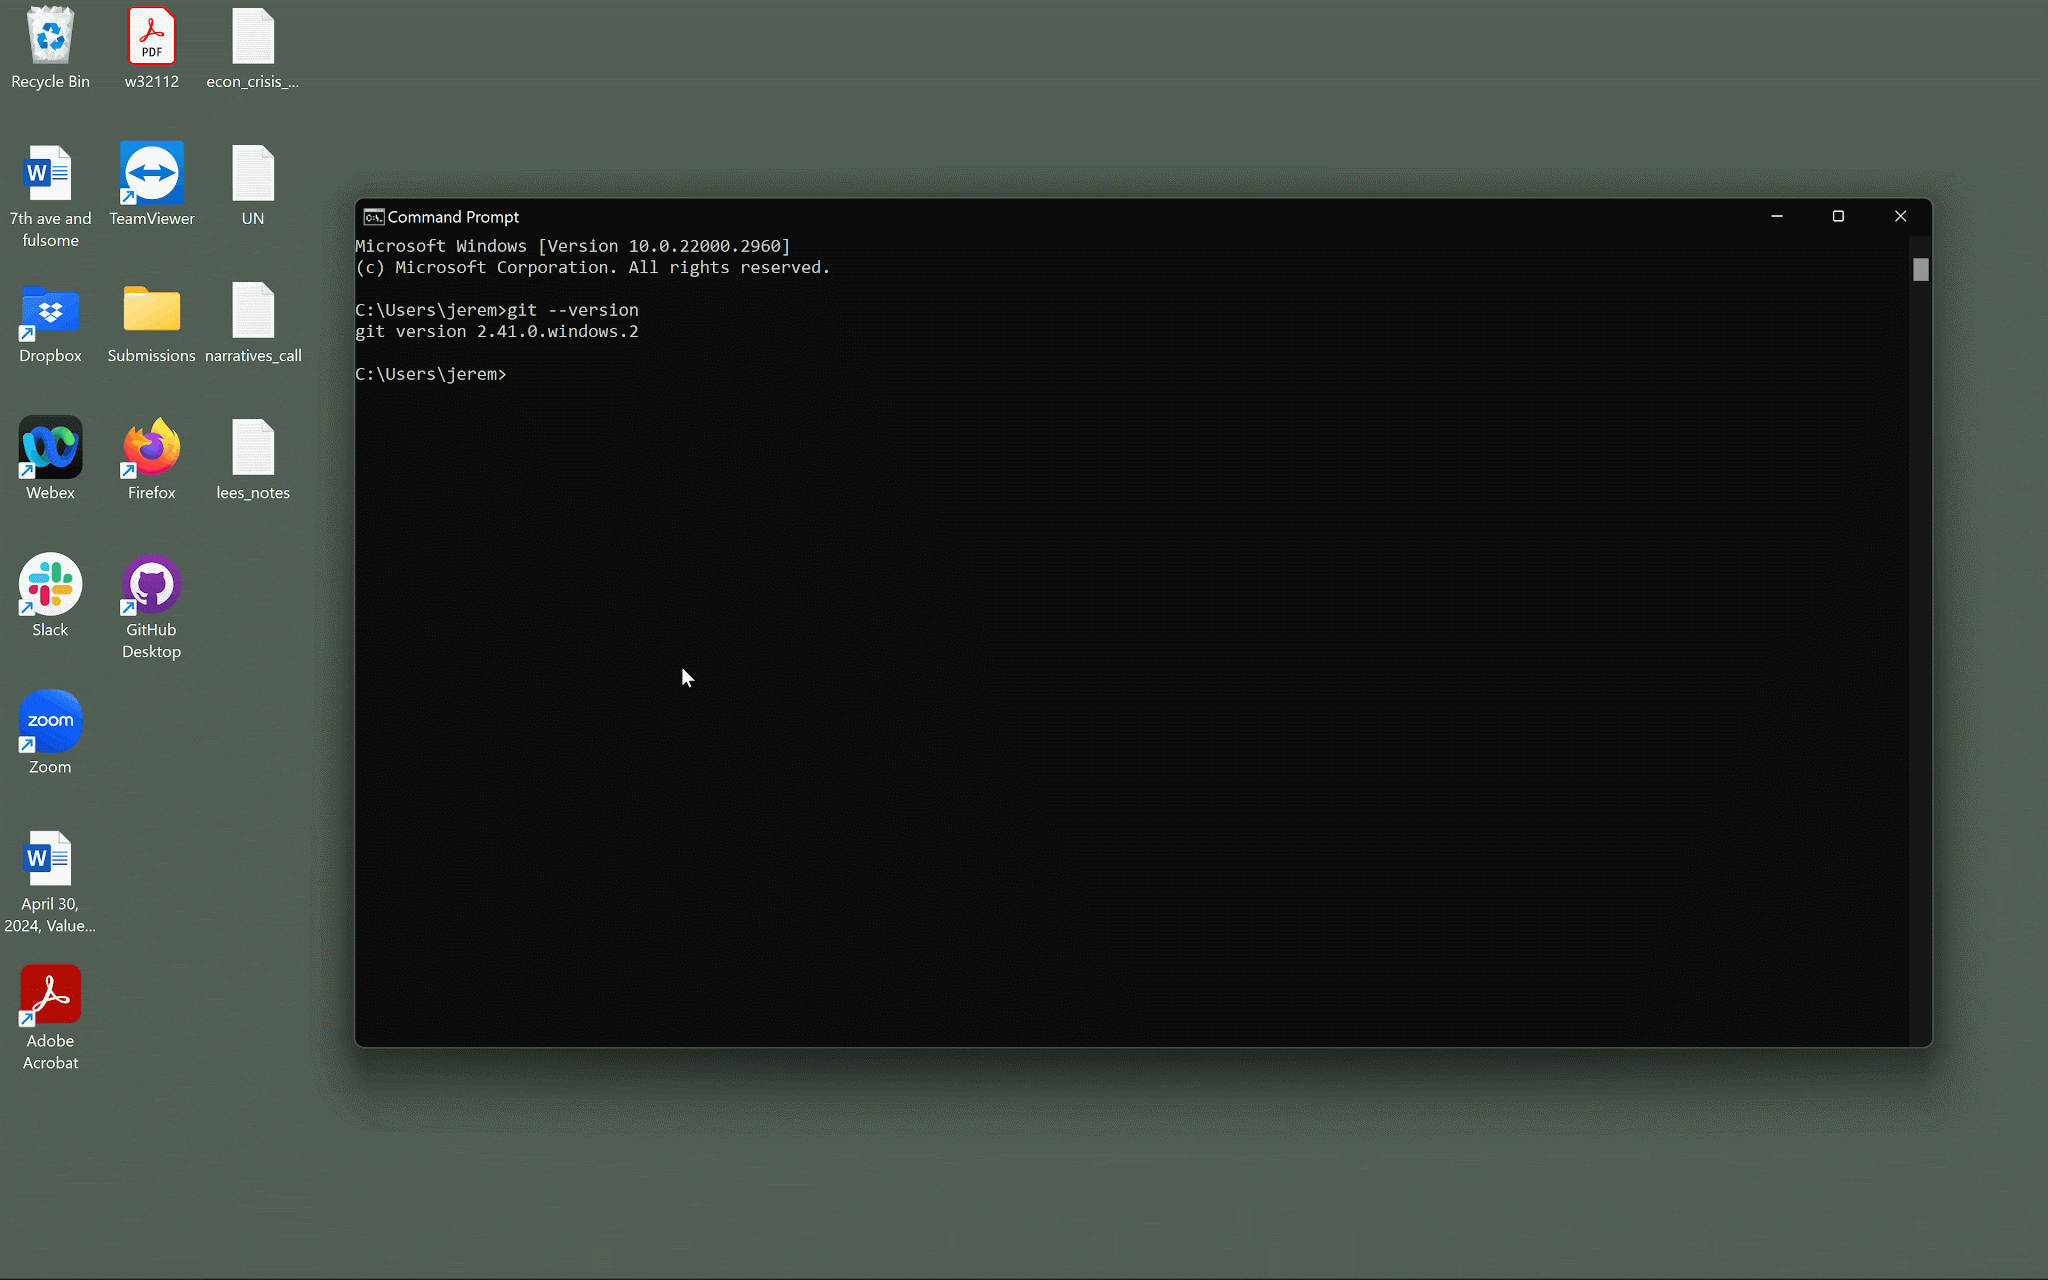 Recycle Bin
PDF
w32112
econ_crisis_...
W
7th ave and
fulsome
TeamViewer
UN
Dropbox
Submissions
narratives_call
Webex
Firefox
lees_notes
Slack
GitHub
Desktop
zoom
Zoom
W
April 30,
2024, Value...
Adobe
Acrobat
C:\. Command Prompt
Microsoft Windows [Version 10.0.22000.2960]
(c) Microsoft Corporation. All rights reserved.
C:\Users\jerem>git --version
git version 2.41.0.windows.2
C:\Users\jerem>